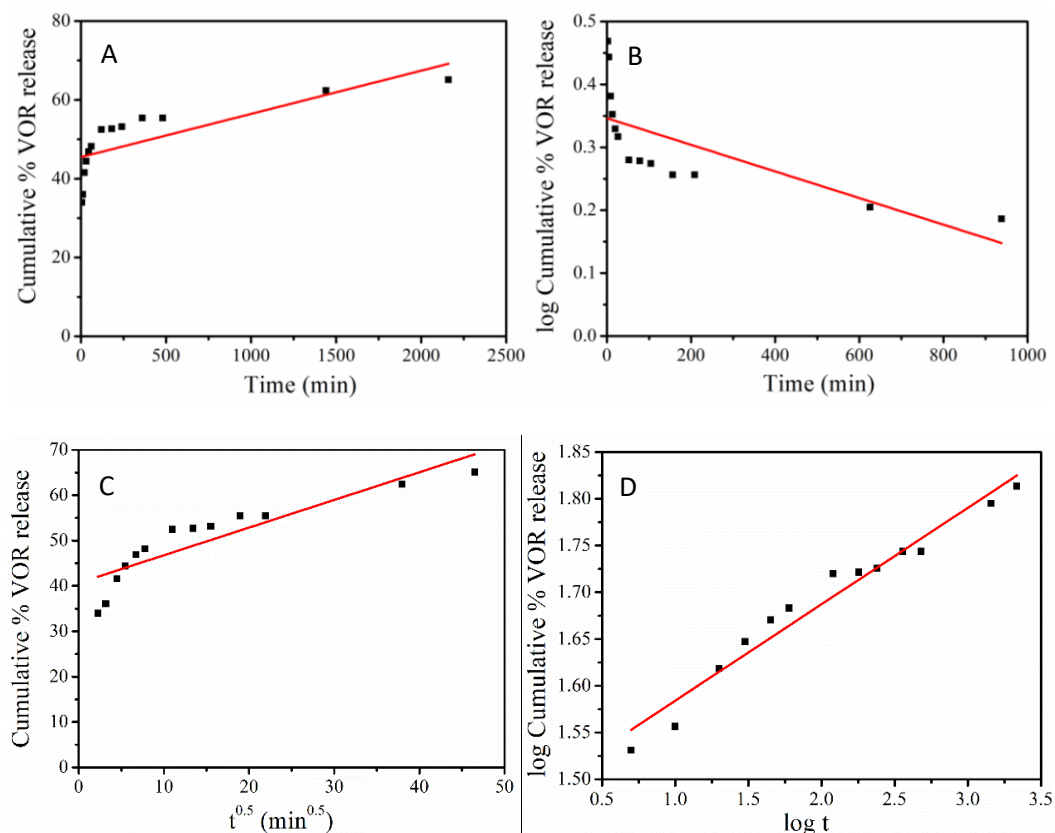 A
Cumulative % VOR release
80
60
40
20
0
0 500 1000 1500 2000 2500
Time (min)
B
log Cumulative % VOR release
0.5
0.4
0.3
0.2
0.1
0.0
0 200 400 600 800 1000
Time (min)
C
Cumulative % VOR release
70
60
50
40
30
20
10
0
0 10 20 30 40 50
t^0.5 (min^0.5)
D
log Cumulative % VOR release
1.85
1.80
1.75
1.70
1.65
1.60
1.55
1.50
0.5 1.0 1.5 2.0 2.5 3.0 3.5
log t